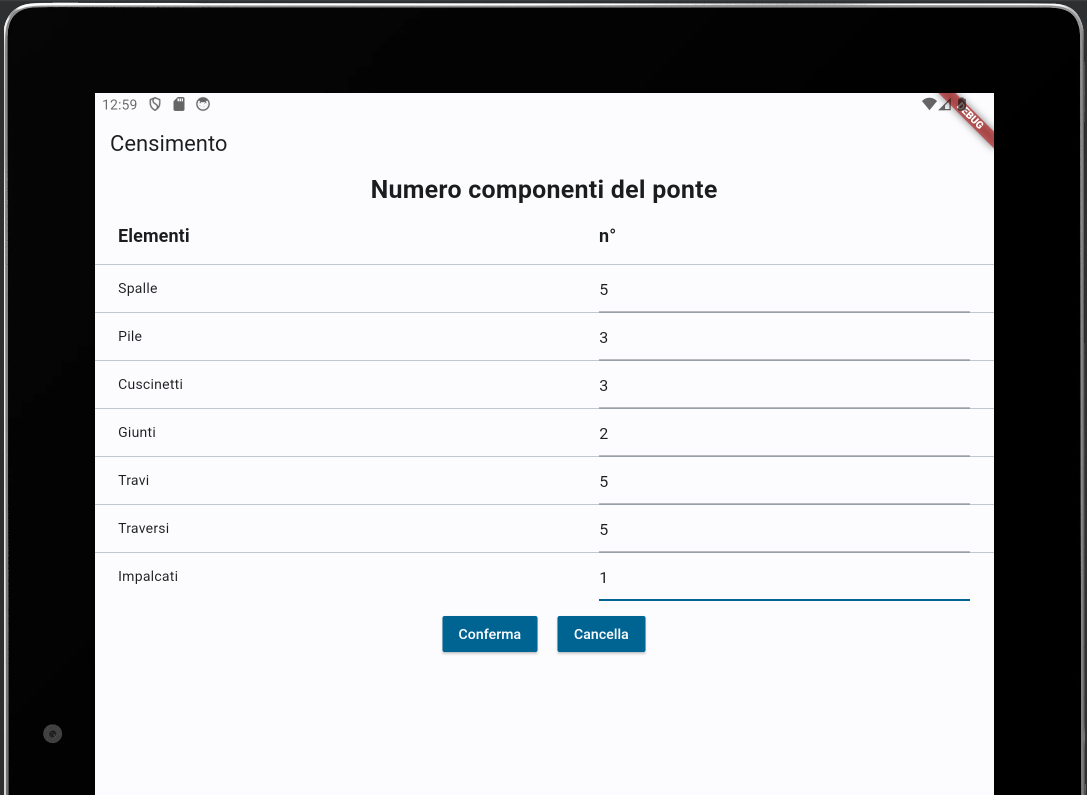 12:59
DEBUG
Censimento
Numero componenti del ponte
Elementi n°
Spalle 5
Pile 3
Cuscinetti 3
Giunti 2
Travi 5
Traversi 5
Impalcati 1
Conferma Cancella